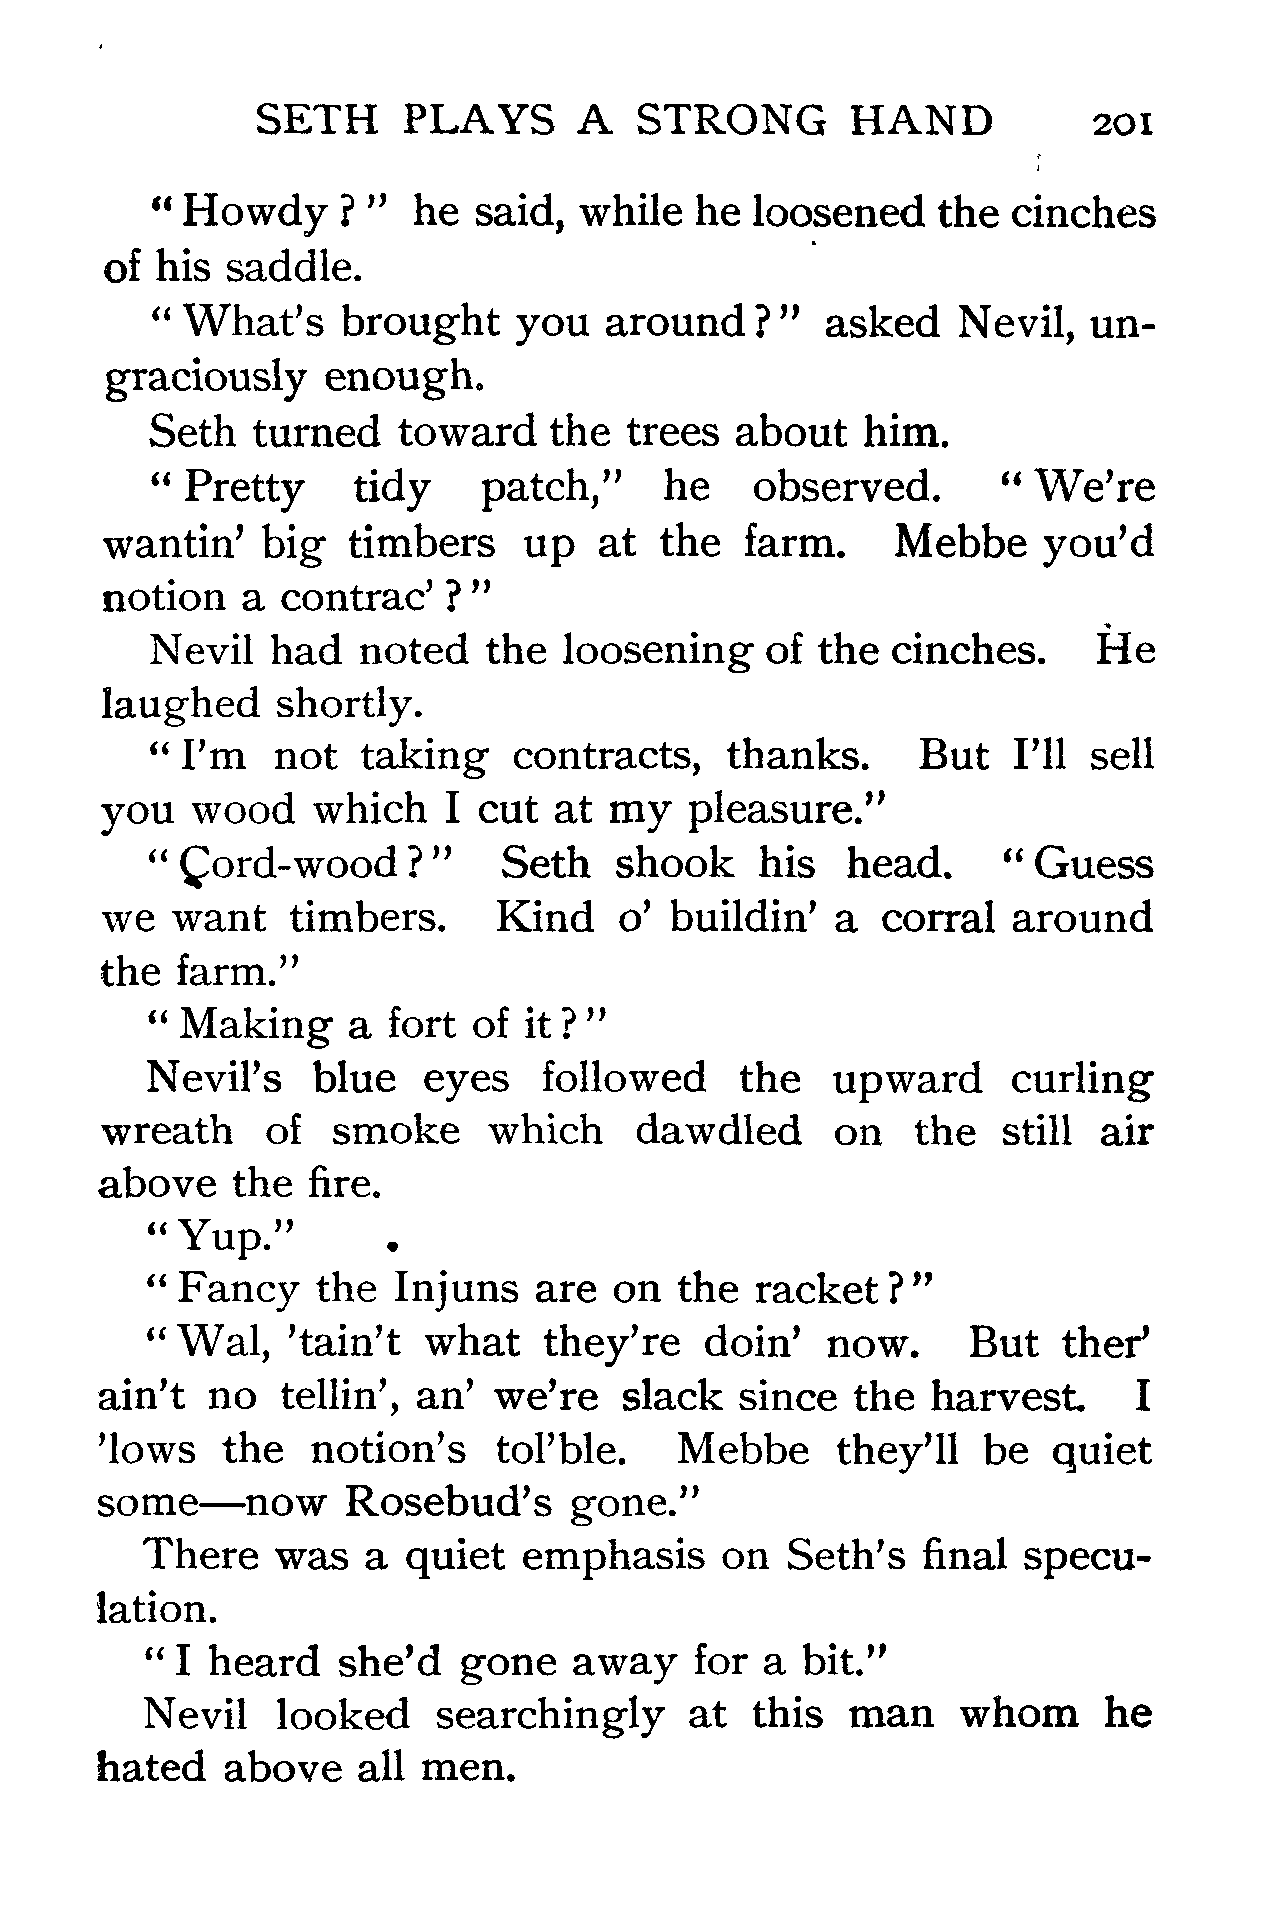 SETH PLAYS A STRONG HAND 201
“ Howdy ? ” he said, while he loosened the cinches
of his saddle.
“ What’s brought you around ? ” asked Nevil, un-
graciously enough.
Seth turned toward the trees about him.
“ Pretty tidy patch,” he observed. “ We’re
wantin’ big timbers up at the farm. Mebbe you’d
notion a contrac’ ? ”
Nevil had noted the loosening of the cinches. He
laughed shortly.
“ I’m not taking contracts, thanks. But I’ll sell
you wood which I cut at my pleasure.”
“ Cord-wood ? ” Seth shook his head. “ Guess
we want timbers. Kind o’ buildin’ a corral around
the farm.”
“ Making a fort of it ? ”
Nevil’s blue eyes followed the upward curling
wreath of smoke which dawdled on the still air
above the fire.
“ Yup.”
“ Fancy the Injuns are on the racket ? ”
“ Wal, ’tain’t what they’re doin’ now. But ther’
ain’t no tellin’, an’ we’re slack since the harvest. I
’lows the notion’s tol’ble. Mebbe they’ll be quiet
some—now Rosebud’s gone.”
There was a quiet emphasis on Seth’s final specu-
lation.
“ I heard she’d gone away for a bit.”
Nevil looked searchingly at this man whom he
hated above all men.